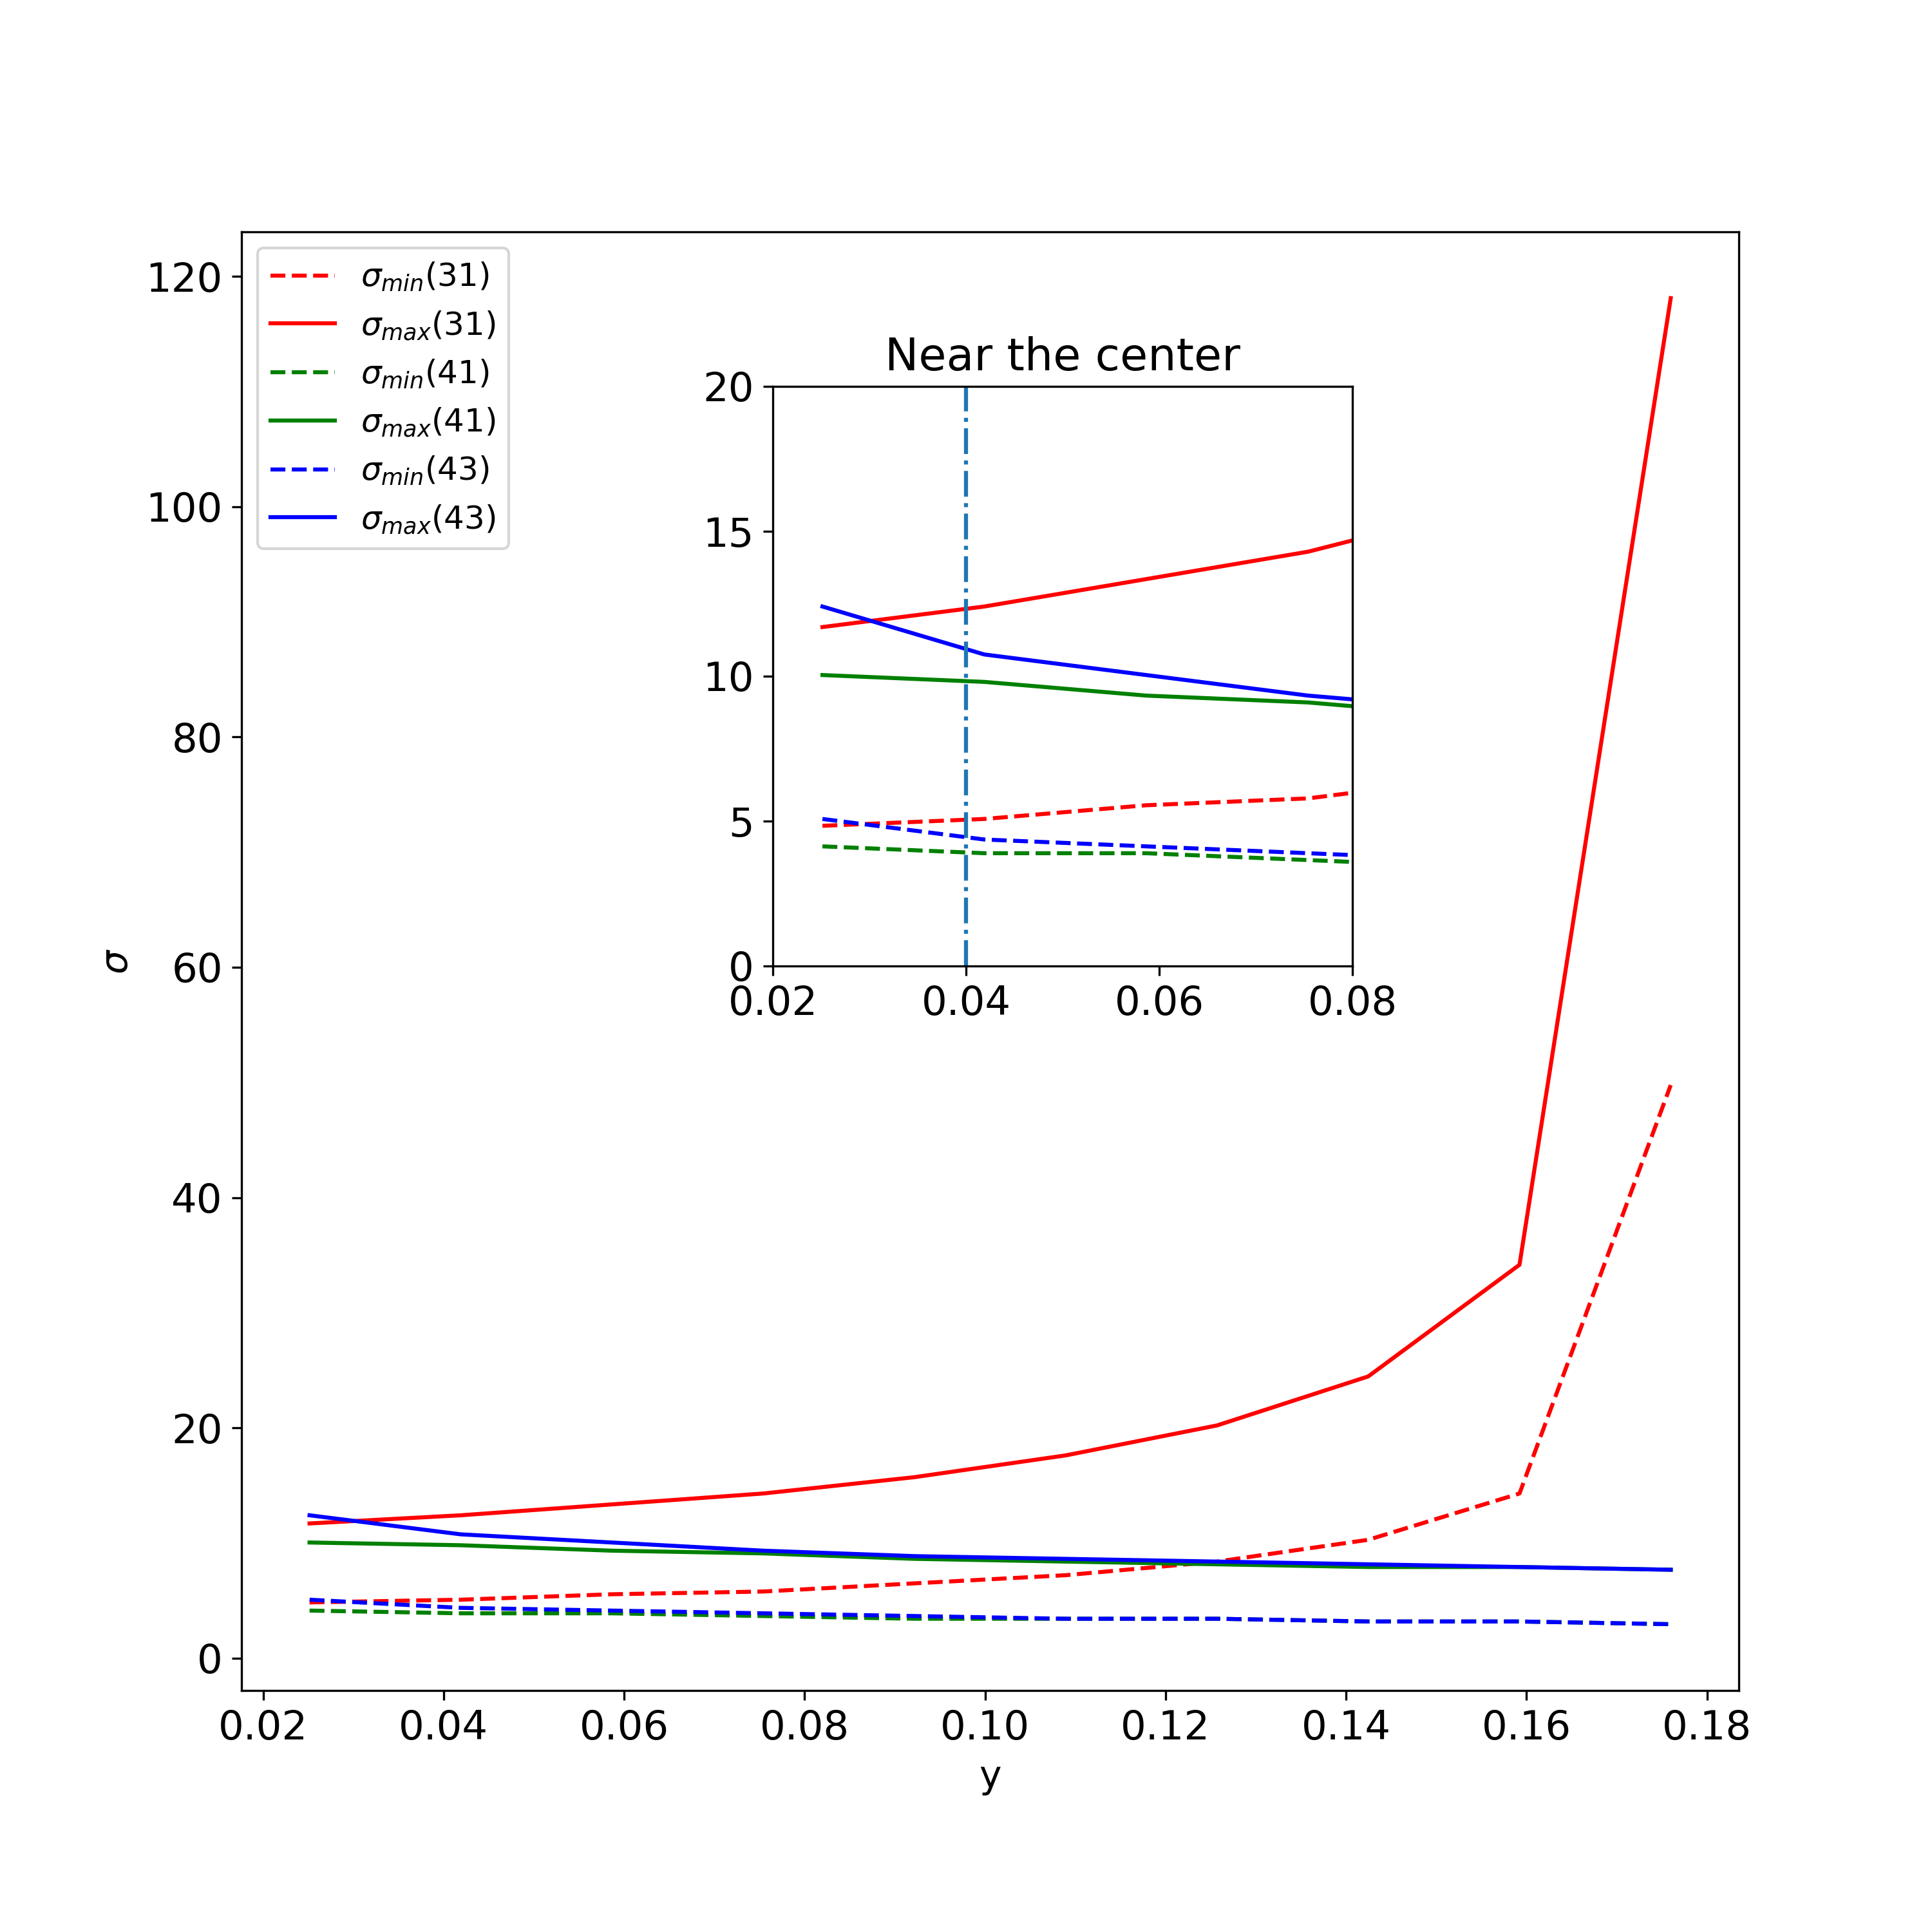 σmin(31)
σmax(31)
σmin(41)
σmax(41)
σmin(43)
σmax(43)
Near the center
20
15
10
5
0
0.02 0.04 0.06 0.08
120
100
80
60
40
20
0
σ
0.02 0.04 0.06 0.08 0.10 0.12 0.14 0.16 0.18
y